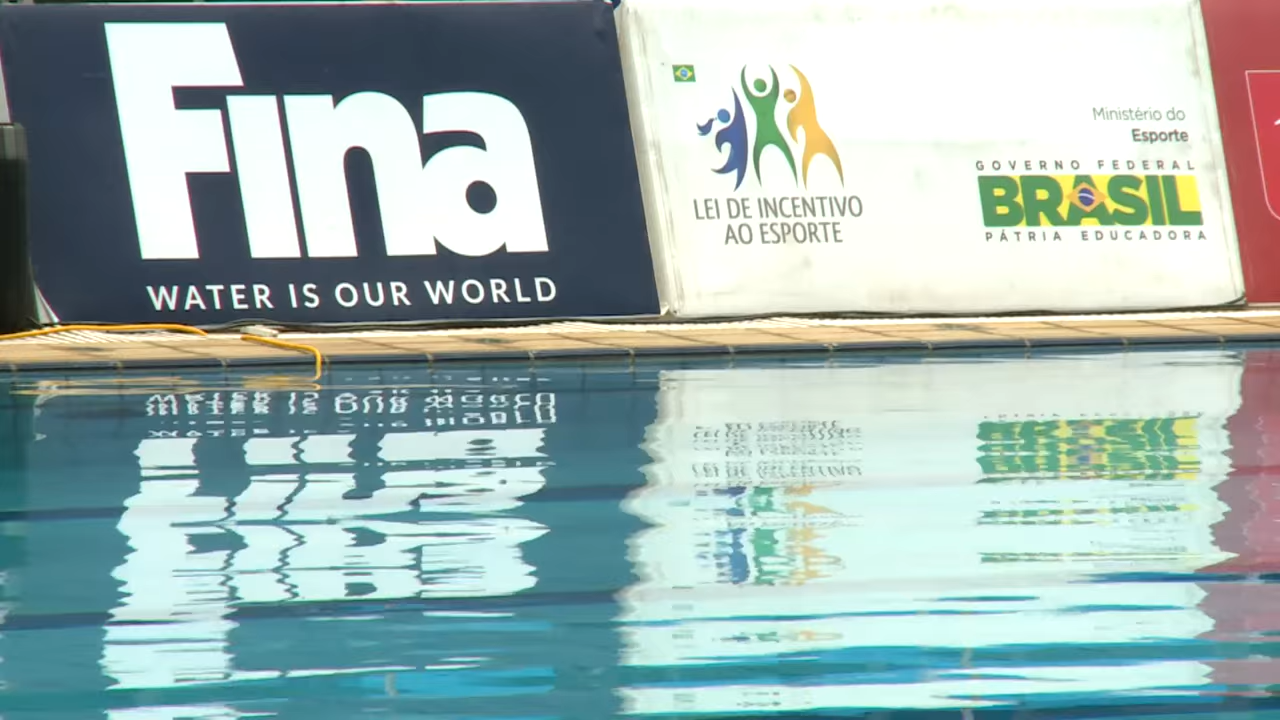 Fina
WATER IS OUR WORLD
LEI DE INCENTIVO
AO ESPORTE
Ministério do
Esporte
GOVERNO FEDERAL
BRASIL
PÁTRIA EDUCADORA